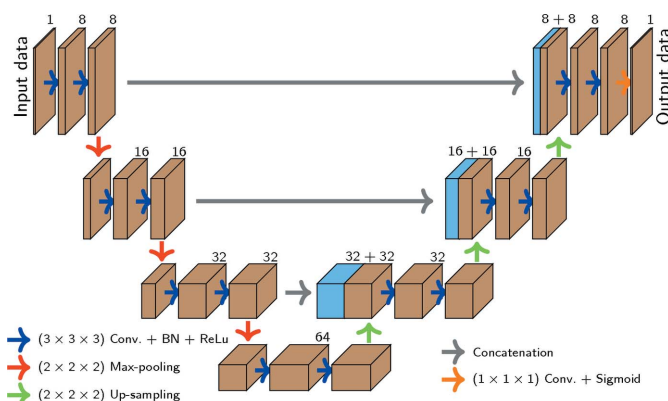 1 8 8
8 + 8 8 8 1
Input data
Output data
16 16
16 + 16 16
32 32
32 + 32 32
64
(3 × 3 × 3) Conv. + BN + ReLu
(2 × 2 × 2) Max-pooling
(2 × 2 × 2) Up-sampling
Concatenation
(1 × 1 × 1) Conv. + Sigmoid